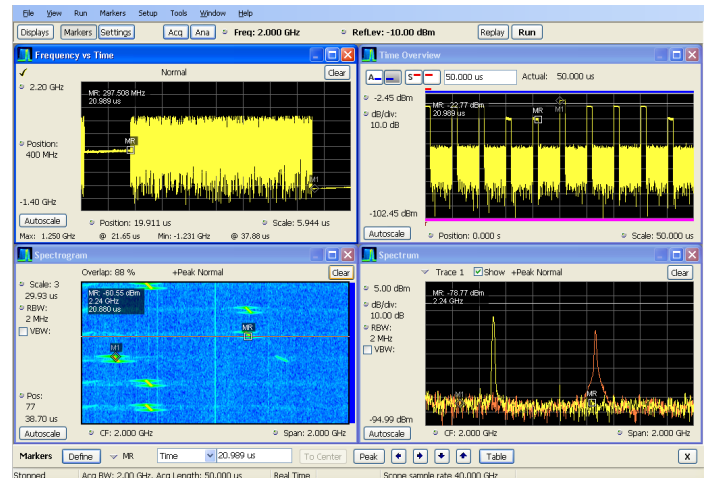 File View Run Markers Setup Tools Window Help
Displays Markers Settings Acq Ana Freq: 2.000 GHz RefLev: -10.00 dBm Replay Run
Frequency vs Time
Normal Clear
2.20 GHz
MR: 297.508 MHz
20.989 us
Position:
400 MHz
MR
M1
-1.40 GHz
Autoscale Position: 19.911 us Scale: 5.944 us
Max: 1.250 GHz @ 21.65 us Min: -1.231 GHz @ 37.88 us
Time Overview
A S 50.000 us Actual: 50.000 us
-2.45 dBm
MR: -22.77 dBm
20.989 us
dB/div:
10.0 dB
MR M1
-102.45 dBm
Autoscale Position: 0.000 s Scale: 50.000 us
Spectrogram
Overlap: 88 % +Peak Normal Clear
Scale: 3
29.93 us
RBW:
2 MHz
VBW:
MR: -60.55 dBm
2.24 GHz
20.880 us
MR
M1
Pos:
77
38.70 us
Autoscale CF: 2.000 GHz Span: 2.000 GHz
Spectrum
Trace 1 Show +Peak Normal Clear
5.00 dBm
MR: -78.77 dBm
2.24 GHz
dB/div:
10.00 dB
RBW:
2 MHz
VBW:
M1 MR
-94.99 dBm
Autoscale CF: 2.000 GHz Span: 2.000 GHz
Markers Define MR Time 20.989 us To Center Peak Table X
Stopped Acq BW: 2.00 GHz, Acq Length: 50.000 us Real Time Scope sample rate 40.000 GHz